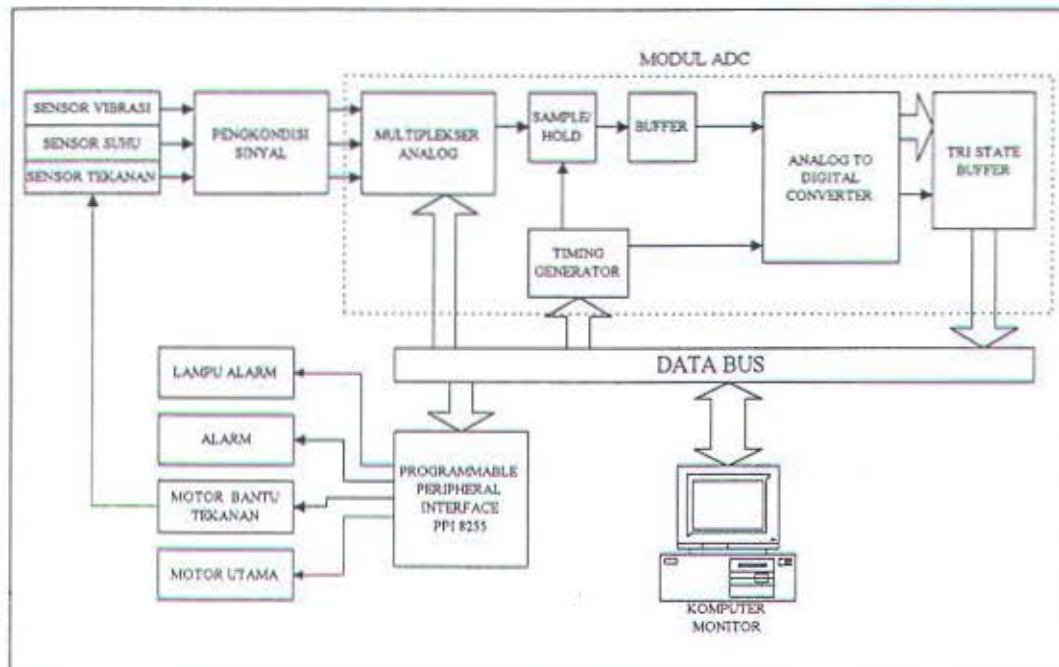 MODUL ADC
SENSOR VIBRASI
SENSOR SUHU
SENSOR TEKANAN
PENGKONDISI
SINYAL
MULTIPLEKSER
ANALOG
SAMPLE/
HOLD
BUFFER
ANALOG TO
DIGITAL
CONVERTER
TRI STATE
BUFFER
TIMING
GENERATOR
DATA BUS
LAMPU ALARM
ALARM
MOTOR BANTU
TEKANAN
MOTOR UTAMA
PROGRAMMABLE
PERIPHERAL
INTERFACE
PPI 8255
KOMPUTER
MONITOR